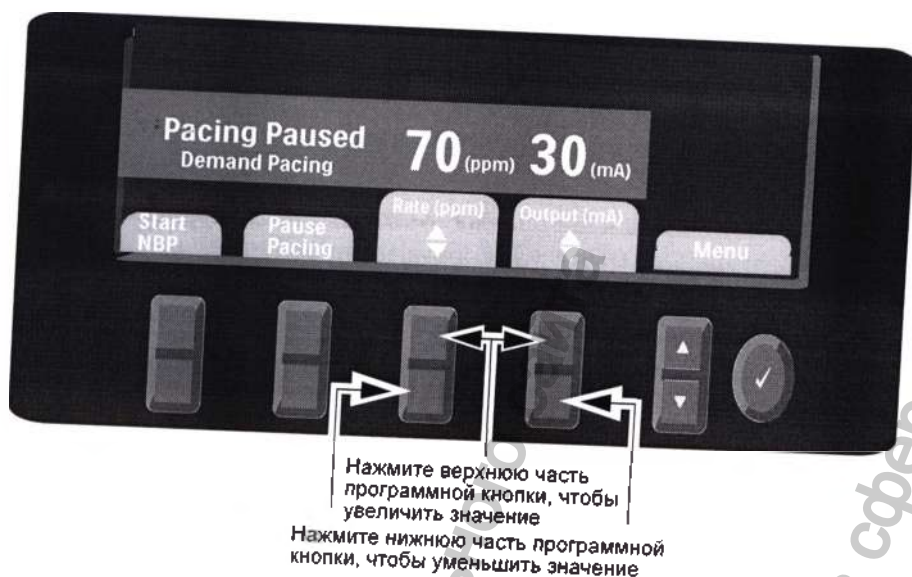 Pacing Paused 70 (ppm) 30 (mA)
Demand Pacing
Start NBP
Pause Pacing
Rate (ppm)
Output (mA)
Menu
Нажмите верхнюю часть
программной кнопки, чтобы
увеличить значение
Нажмите нижнюю часть программной
кнопки, чтобы уменьшить значение